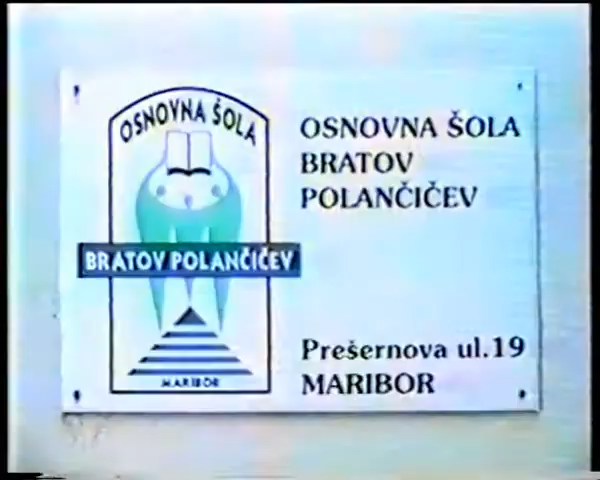 OSNOVNA ŠOLA
BRATOV POLANČIČEV
MARIBOR
OSNOVNA ŠOLA
BRATOV
POLANČIČEV
Prešernova ul.19
MARIBOR